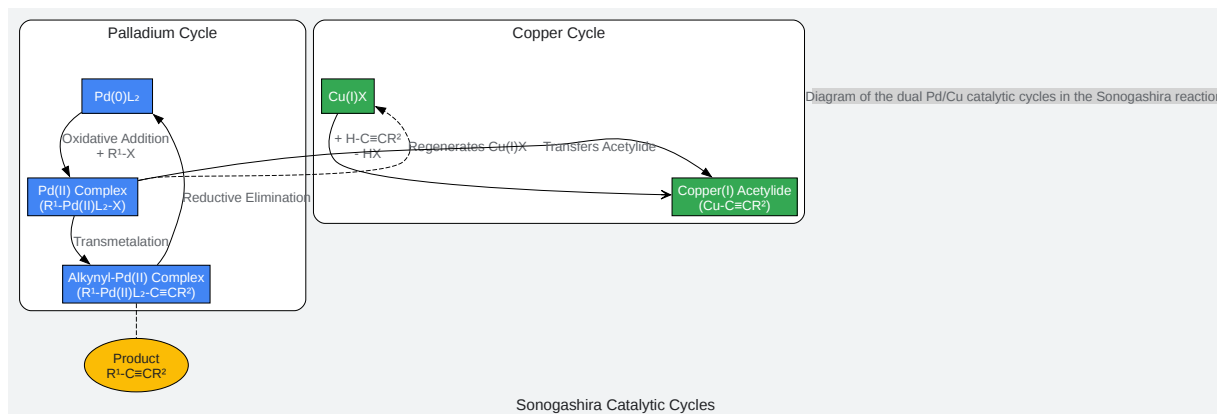 Palladium Cycle
Copper Cycle
Pd(0)L₂
Cu(I)X
Diagram of the dual Pd/Cu catalytic cycles in the Sonogashira reaction
Oxidative Addition
+ R¹-X
+ H-C≡CR²
- HX
Regenerates Cu(I)X
Transfers Acetylide
Pd(II) Complex
(R¹-Pd(II)L₂-X)
Reductive Elimination
Copper(I) Acetylide
(Cu-C≡CR²)
Transmetalation
Alkynyl-Pd(II) Complex
(R¹-Pd(II)L₂-C≡CR²)
Product
R¹-C≡CR²
Sonogashira Catalytic Cycles